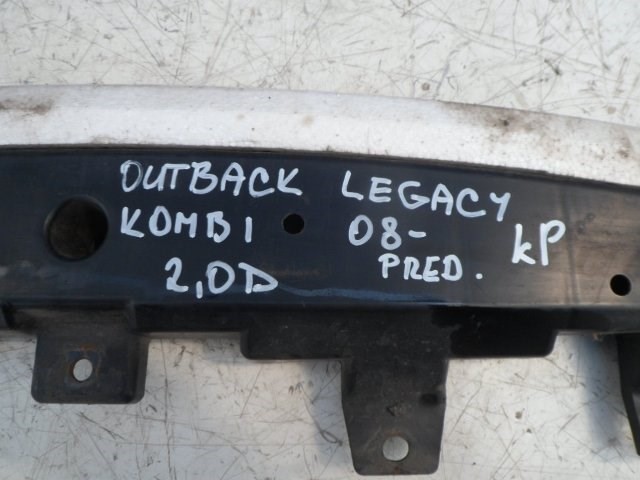 OUTBACK LEGACY
KOMBI 08- KP
2,0D PRED.